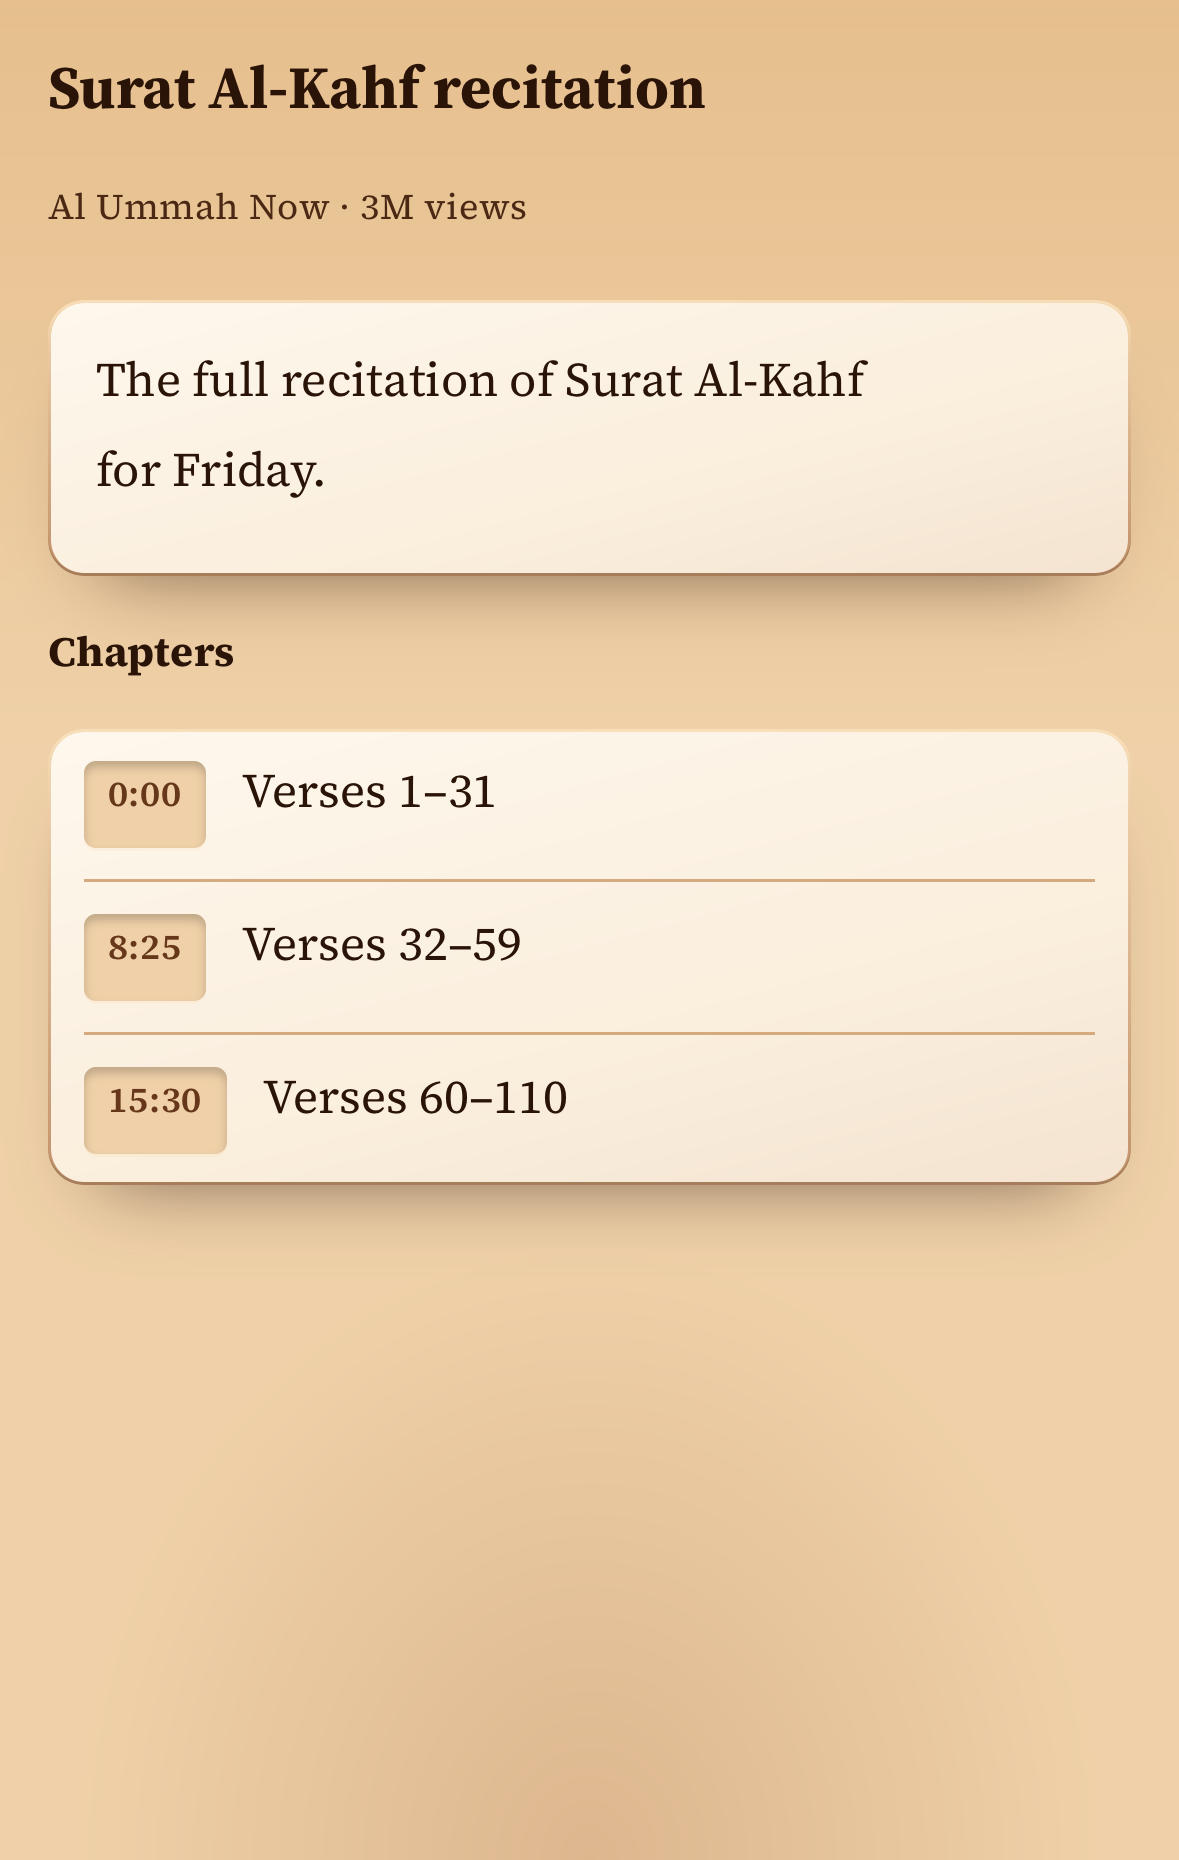 Surat Al-Kahf recitation
Al Ummah Now · 3M views
The full recitation of Surat Al-Kahf
for Friday.
Chapters
0:00 Verses 1–31
8:25 Verses 32–59
15:30 Verses 60–110